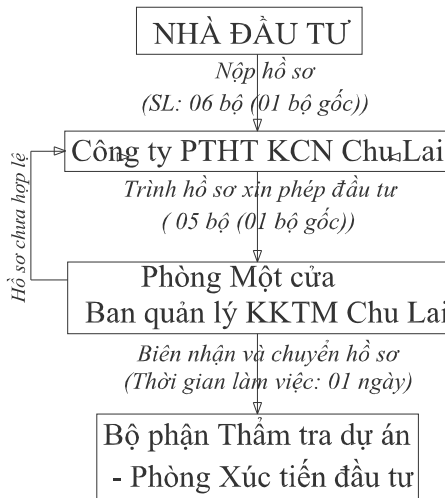 NHÀ ĐẦU TƯ
Nộp hồ sơ
(SL: 06 bộ (01 bộ gốc))
Công ty PTHT KCN Chu Lai
Trình hồ sơ xin phép đầu tư
( 05 bộ (01 bộ gốc))
Hồ sơ chưa hợp lệ
Phòng Một cửa
Ban quản lý KKTM Chu Lai
Biên nhận và chuyển hồ sơ
(Thời gian làm việc: 01 ngày)
Bộ phận Thẩm tra dự án
- Phòng Xúc tiến đầu tư